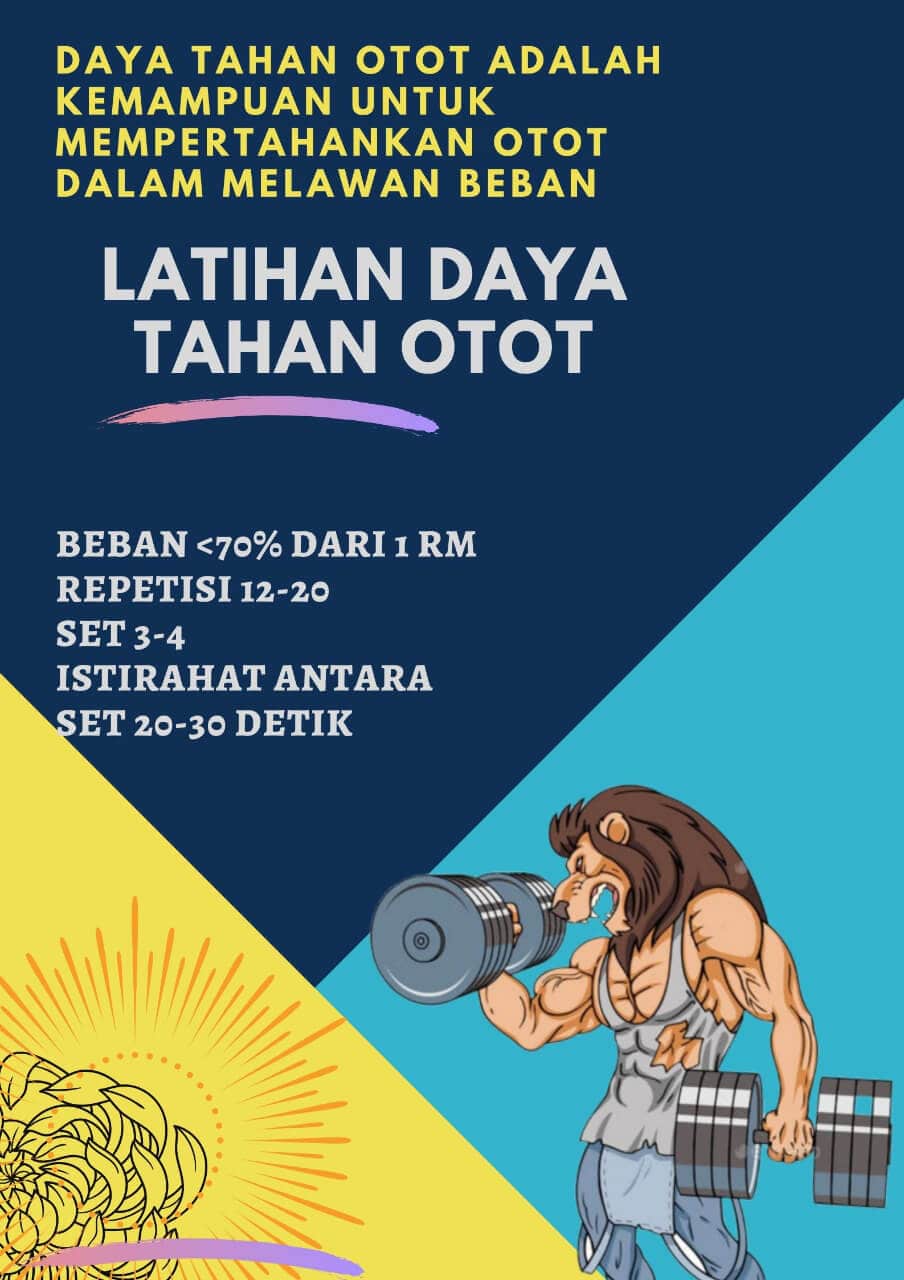 DAYA TAHAN OTOT ADALAH
KEMAMPUAN UNTUK
MEMPERTAHANKAN OTOT
DALAM MELAWAN BEBAN
LATIHAN DAYA
TAHAN OTOT
BEBAN <70% DARI 1 RM
REPETISI 12-20
SET 3-4
ISTIRAHAT ANTARA
SET 20-30 DETIK